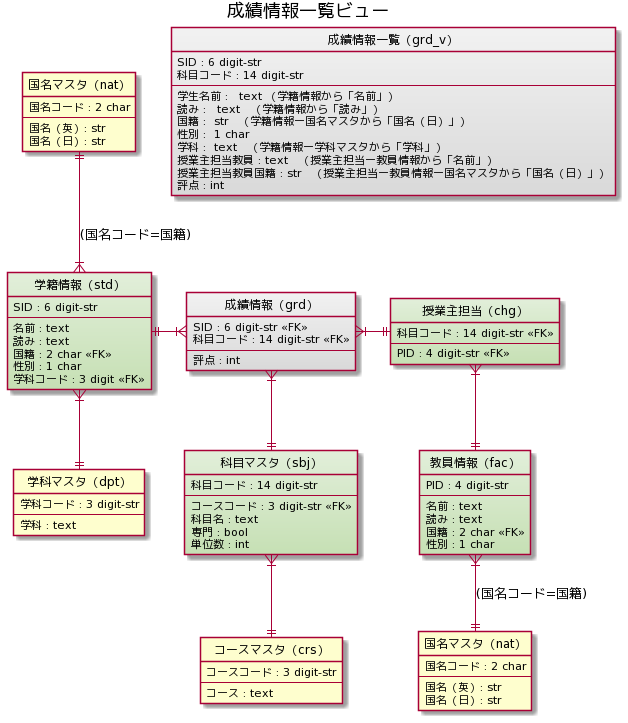 成績情報一覧ビュー
成績情報一覧（grd_v）
SID : 6 digit-str
科目コード : 14 digit-str
学生名前： text （学籍情報から「名前」）
読み： text （学籍情報から「読み」）
国籍： str （学籍情報ー国名マスタから「国名（日）」）
性別： 1 char
学科： text （学籍情報ー学科マスタから「学科」）
授業主担当教員 : text （授業主担当ー教員情報から「名前」）
授業主担当教員国籍 : str （授業主担当ー教員情報ー国名マスタから「国名（日）」）
評点 : int
国名マスタ（nat）
国名コード : 2 char
国名（英）: str
国名（日）: str
(国名コード=国籍)
学籍情報（std）
SID : 6 digit-str
名前 : text
読み : text
国籍 : 2 char «FK»
性別 : 1 char
学科コード : 3 digit «FK»
成績情報（grd）
SID : 6 digit-str «FK»
科目コード : 14 digit-str «FK»
評点 : int
授業主担当（chg）
科目コード : 14 digit-str «FK»
PID : 4 digit-str «FK»
学科マスタ（dpt）
学科コード : 3 digit-str
学科 : text
科目マスタ（sbj）
科目コード : 14 digit-str
コースコード : 3 digit-str «FK»
科目名 : text
専門 : bool
単位数 : int
教員情報（fac）
PID : 4 digit-str
名前 : text
読み : text
国籍 : 2 char «FK»
性別 : 1 char
(国名コード=国籍)
コースマスタ（crs）
コースコード : 3 digit-str
コース : text
国名マスタ（nat）
国名コード : 2 char
国名（英）: str
国名（日）: str